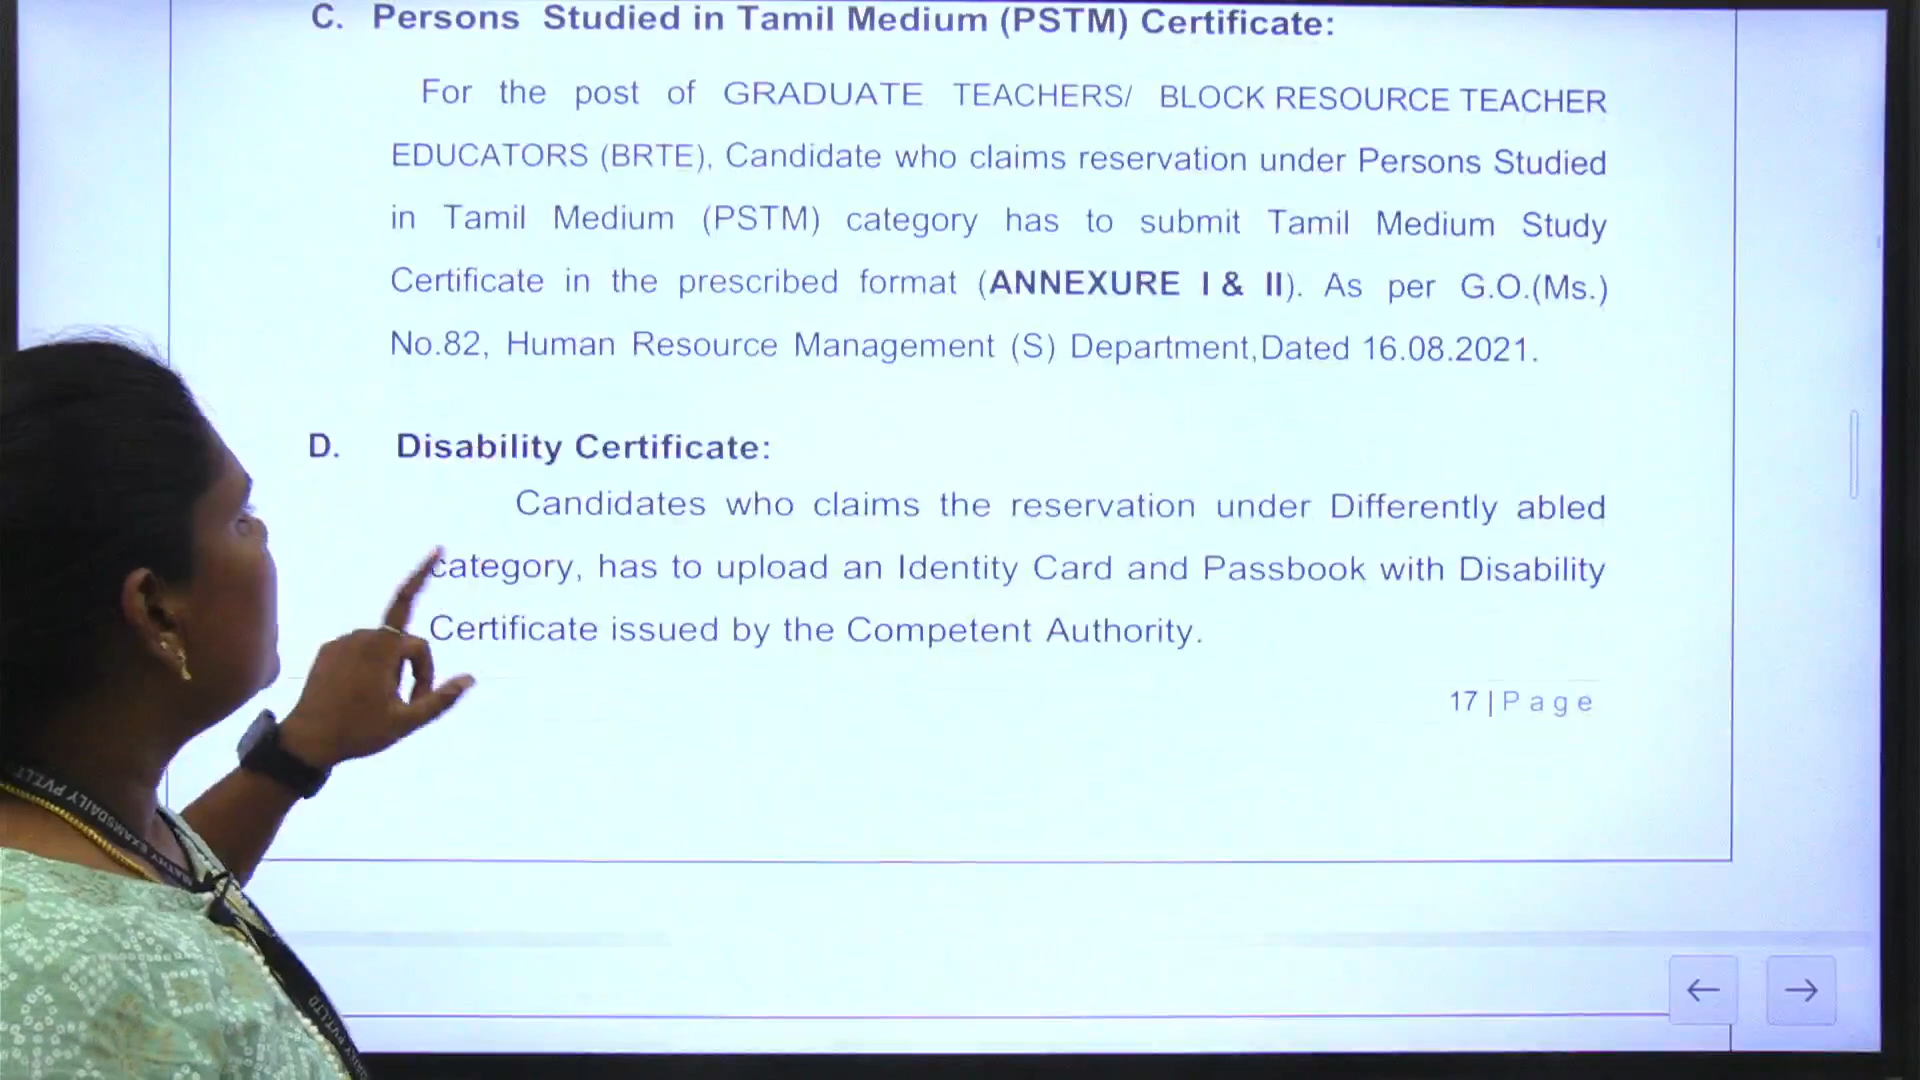 C. Persons Studied in Tamil Medium (PSTM) Certificate:
For the post of GRADUATE TEACHERS/ BLOCK RESOURCE TEACHER
EDUCATORS (BRTE), Candidate who claims reservation under Persons Studied
in Tamil Medium (PSTM) category has to submit Tamil Medium Study
Certificate in the prescribed format (ANNEXURE I & II). As per G.O.(Ms.)
No.82, Human Resource Management (S) Department,Dated 16.08.2021.
D. Disability Certificate:
Candidates who claims the reservation under Differently abled
category, has to upload an Identity Card and Passbook with Disability
Certificate issued by the Competent Authority.
17 | P a g e
EXAMSDAILY PVT.LT